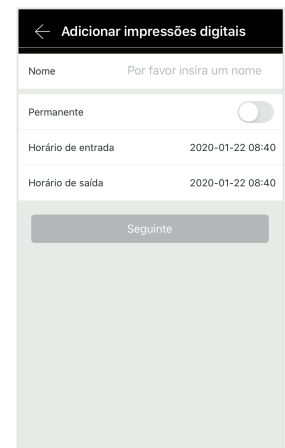 Adicionar impressões digitais
Nome Por favor insira um nome
Permanente
Horário de entrada 2020-01-22 08:40
Horário de saída 2020-01-22 08:40
Seguinte